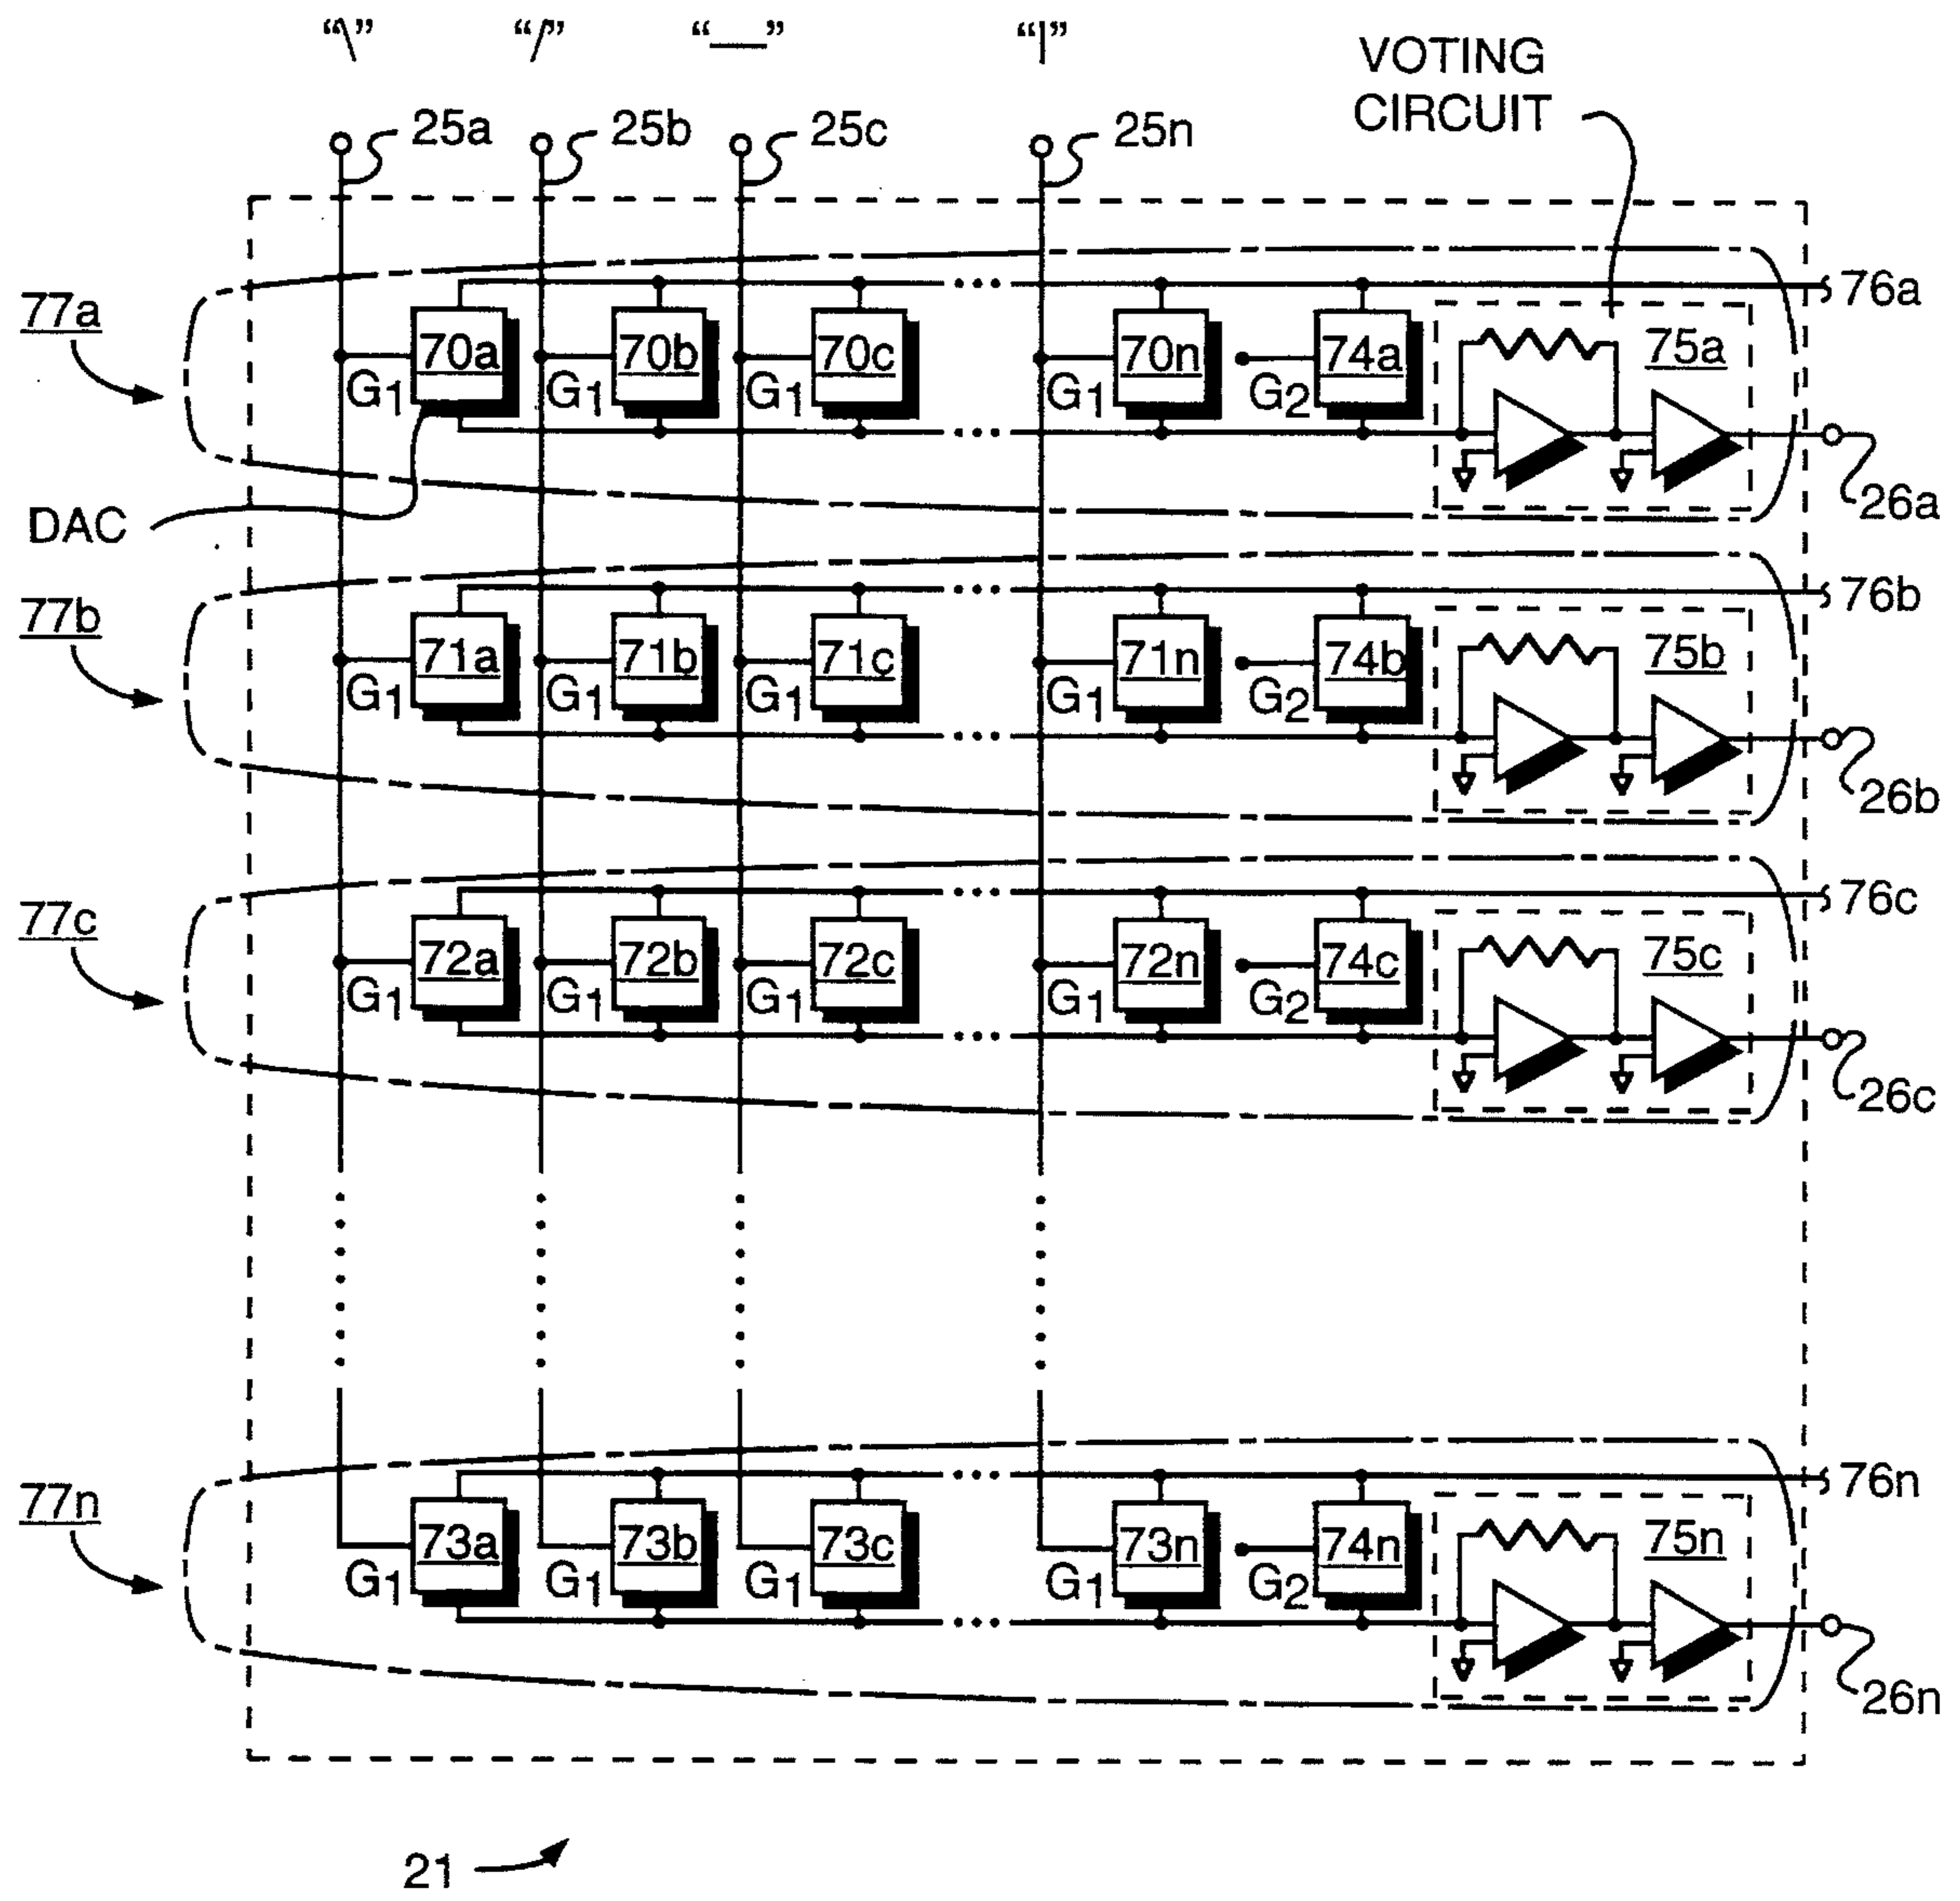 “\” “/” “—” “|”
VOTING
CIRCUIT
25a 25b 25c 25n
77a
76a
70a 70b 70c 70n 74a 75a
G1 G1 G1 G1 G2
DAC
26a
77b
76b
71a 71b 71c 71n 74b 75b
G1 G1 G1 G1 G2
26b
77c
76c
72a 72b 72c 72n 74c 75c
G1 G1 G1 G1 G2
26c
77n
76n
73a 73b 73c 73n 74n 75n
G1 G1 G1 G1 G2
26n
21